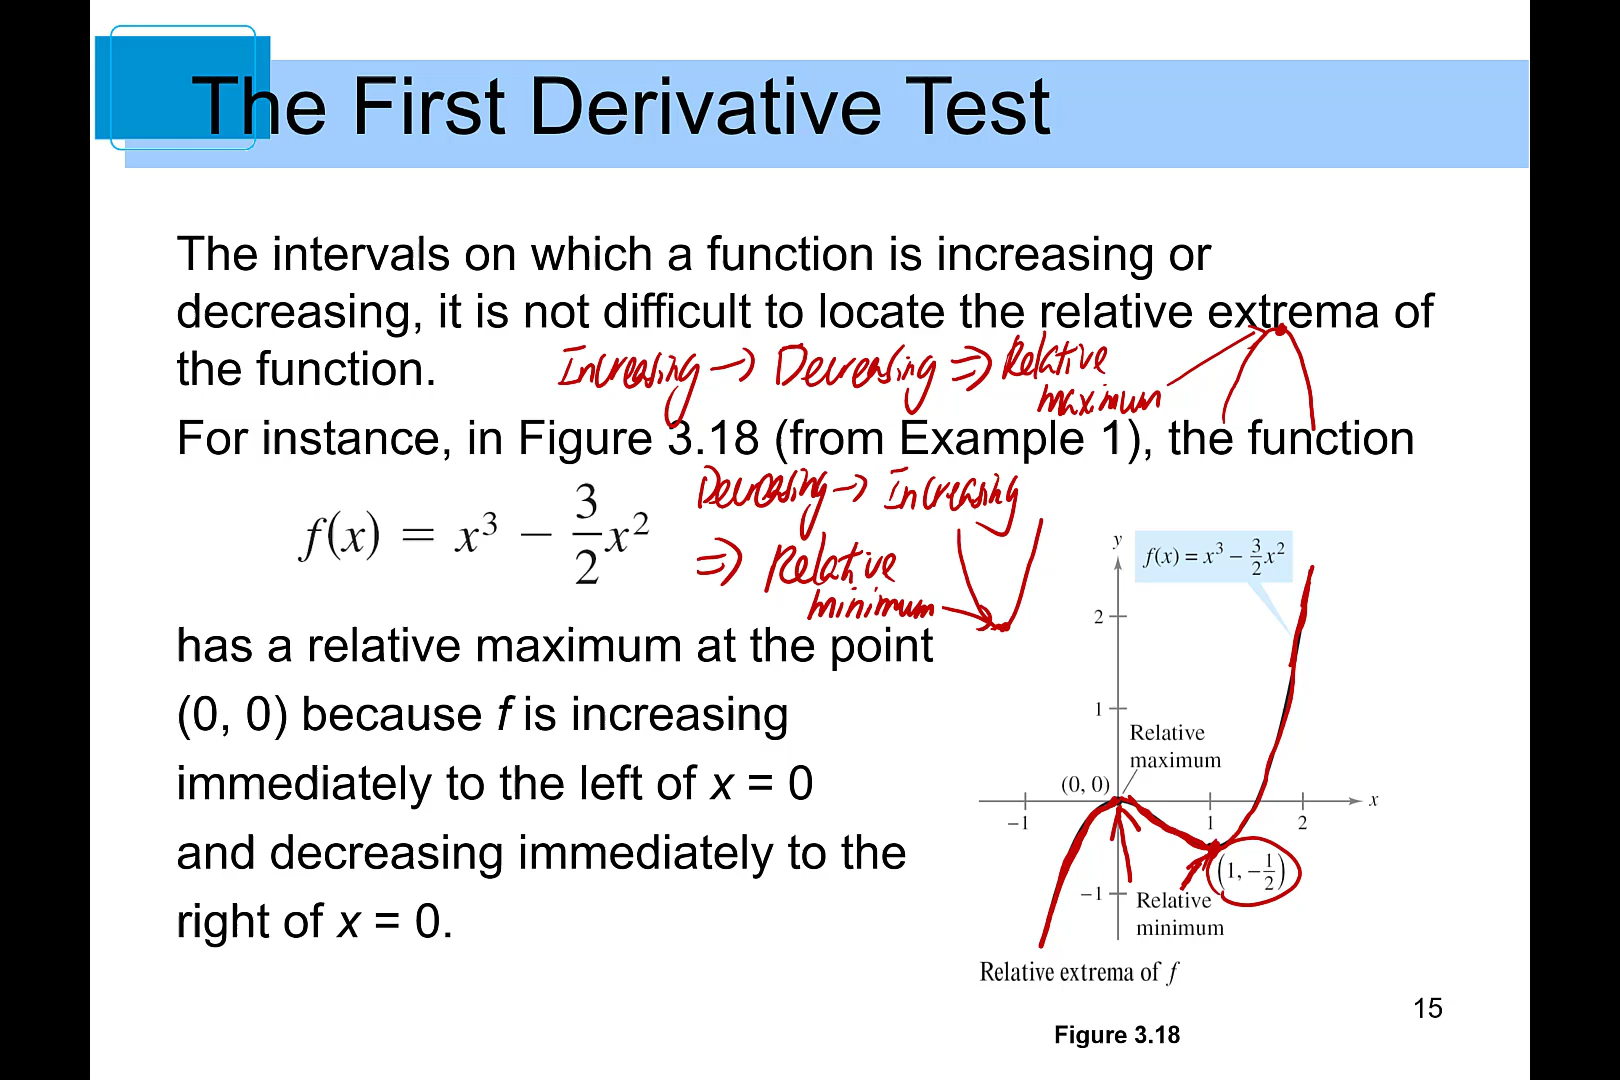 The First Derivative Test
The intervals on which a function is increasing or
decreasing, it is not difficult to locate the relative extrema of
the function.
Increasing → Decreasing ⇒ Relative
maximum
For instance, in Figure 3.18 (from Example 1), the function
Decreasing → Increasing
⇒ Relative
minimum
f(x) = x³ − 3/2 x²
has a relative maximum at the point
(0, 0) because f is increasing
immediately to the left of x = 0
and decreasing immediately to the
right of x = 0.
y
f(x) = x³ − 3/2 x²
2
1
Relative
maximum
(0, 0)
x
−1
1
2
(1, −1/2)
−1
Relative
minimum
Relative extrema of f
15
Figure 3.18